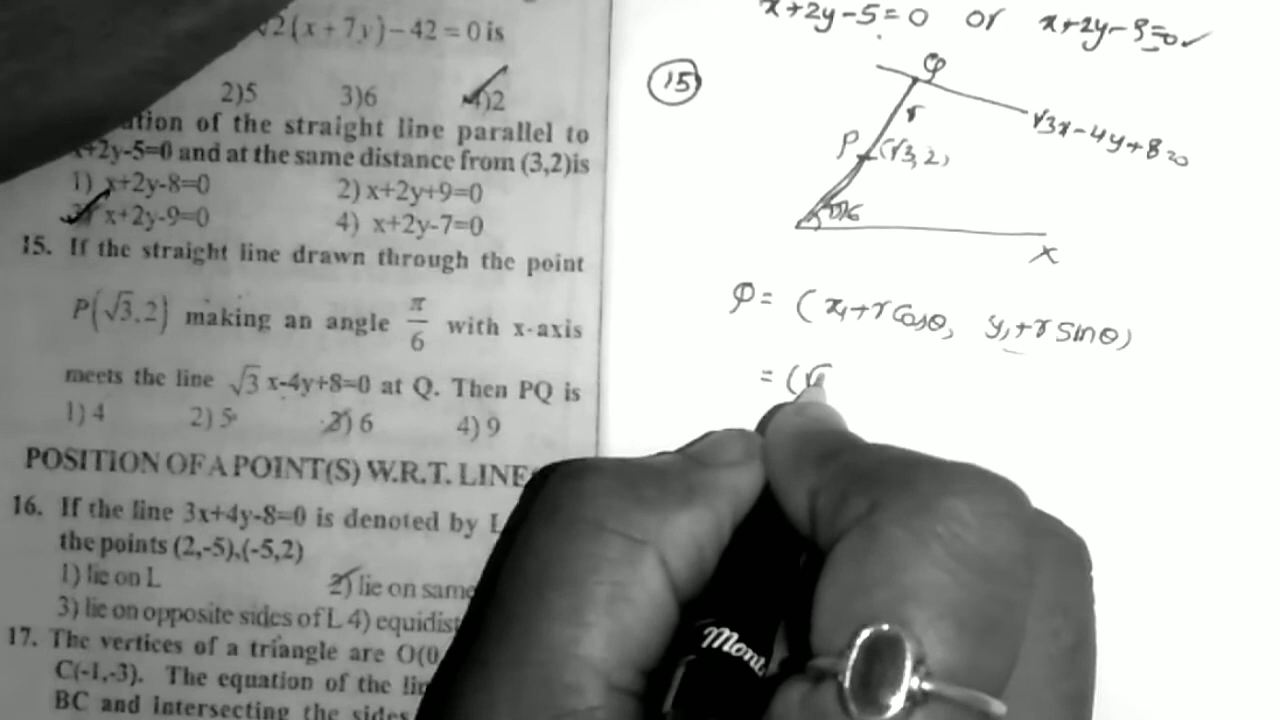 √2(x+7y)-42=0 is
2)5 3)6 4)2
ation of the straight line parallel to
x+2y-5=0 and at the same distance from (3,2)is
1) x+2y-8=0 2) x+2y+9=0
3) x+2y-9=0 4) x+2y-7=0
15. If the straight line drawn through the point
P(√3,2) making an angle π/6 with x-axis
meets the line √3 x-4y+8=0 at Q. Then PQ is
1) 4 2) 5 3) 6 4) 9
POSITION OF A POINT(S) W.R.T. LINE
16. If the line 3x+4y-8=0 is denoted by L
the points (2,-5),(-5,2)
1) lie on L 2) lie on same
3) lie on opposite sides of L 4) equidist
17. The vertices of a triangle are O(0
C(-1,-3). The equation of the lin
BC and intersecting the sides
x+2y-5=0 or x+2y-9=0 ✓
15
Q
r
√3x-4y+8=0
P (√3,2)
π/6
X
Q = (x₁+r Cosθ, y₁+r Sinθ)
= (√
Mont